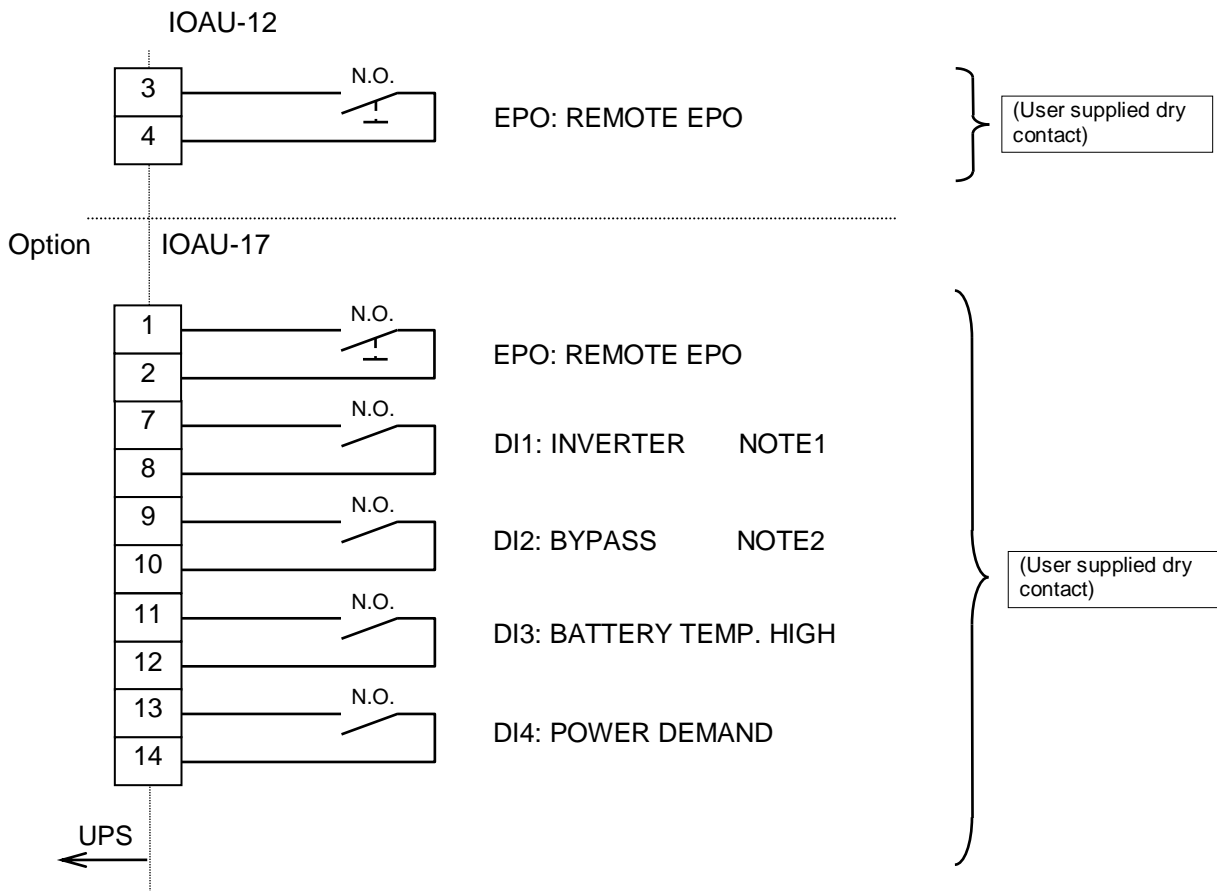 IOAU-12
3
N.O.
4
EPO: REMOTE EPO
(User supplied dry
contact)
Option
IOAU-17
1
N.O.
2
EPO: REMOTE EPO
7
N.O.
8
DI1: INVERTER NOTE1
9
N.O.
10
DI2: BYPASS NOTE2
11
N.O.
12
DI3: BATTERY TEMP. HIGH
13
N.O.
14
DI4: POWER DEMAND
(User supplied dry
contact)
UPS